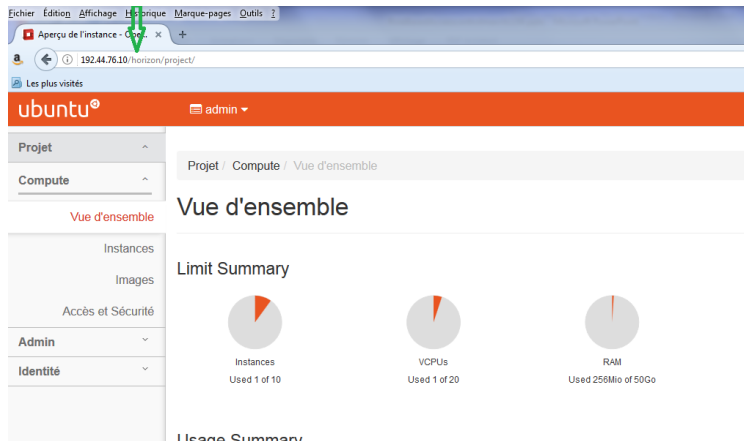 Fichier Édition Affichage Historique Marque-pages Outils ?
Aperçu de l'instance - Ope... × +
192.44.76.10/horizon/project/
Les plus visités
ubuntu admin
Projet
Compute
Vue d'ensemble
Instances
Images
Accès et Sécurité
Admin
Identité
Projet / Compute / Vue d'ensemble
Vue d'ensemble
Limit Summary
Instances
Used 1 of 10
VCPUs
Used 1 of 20
RAM
Used 256Mio of 50Go
Usage Summary